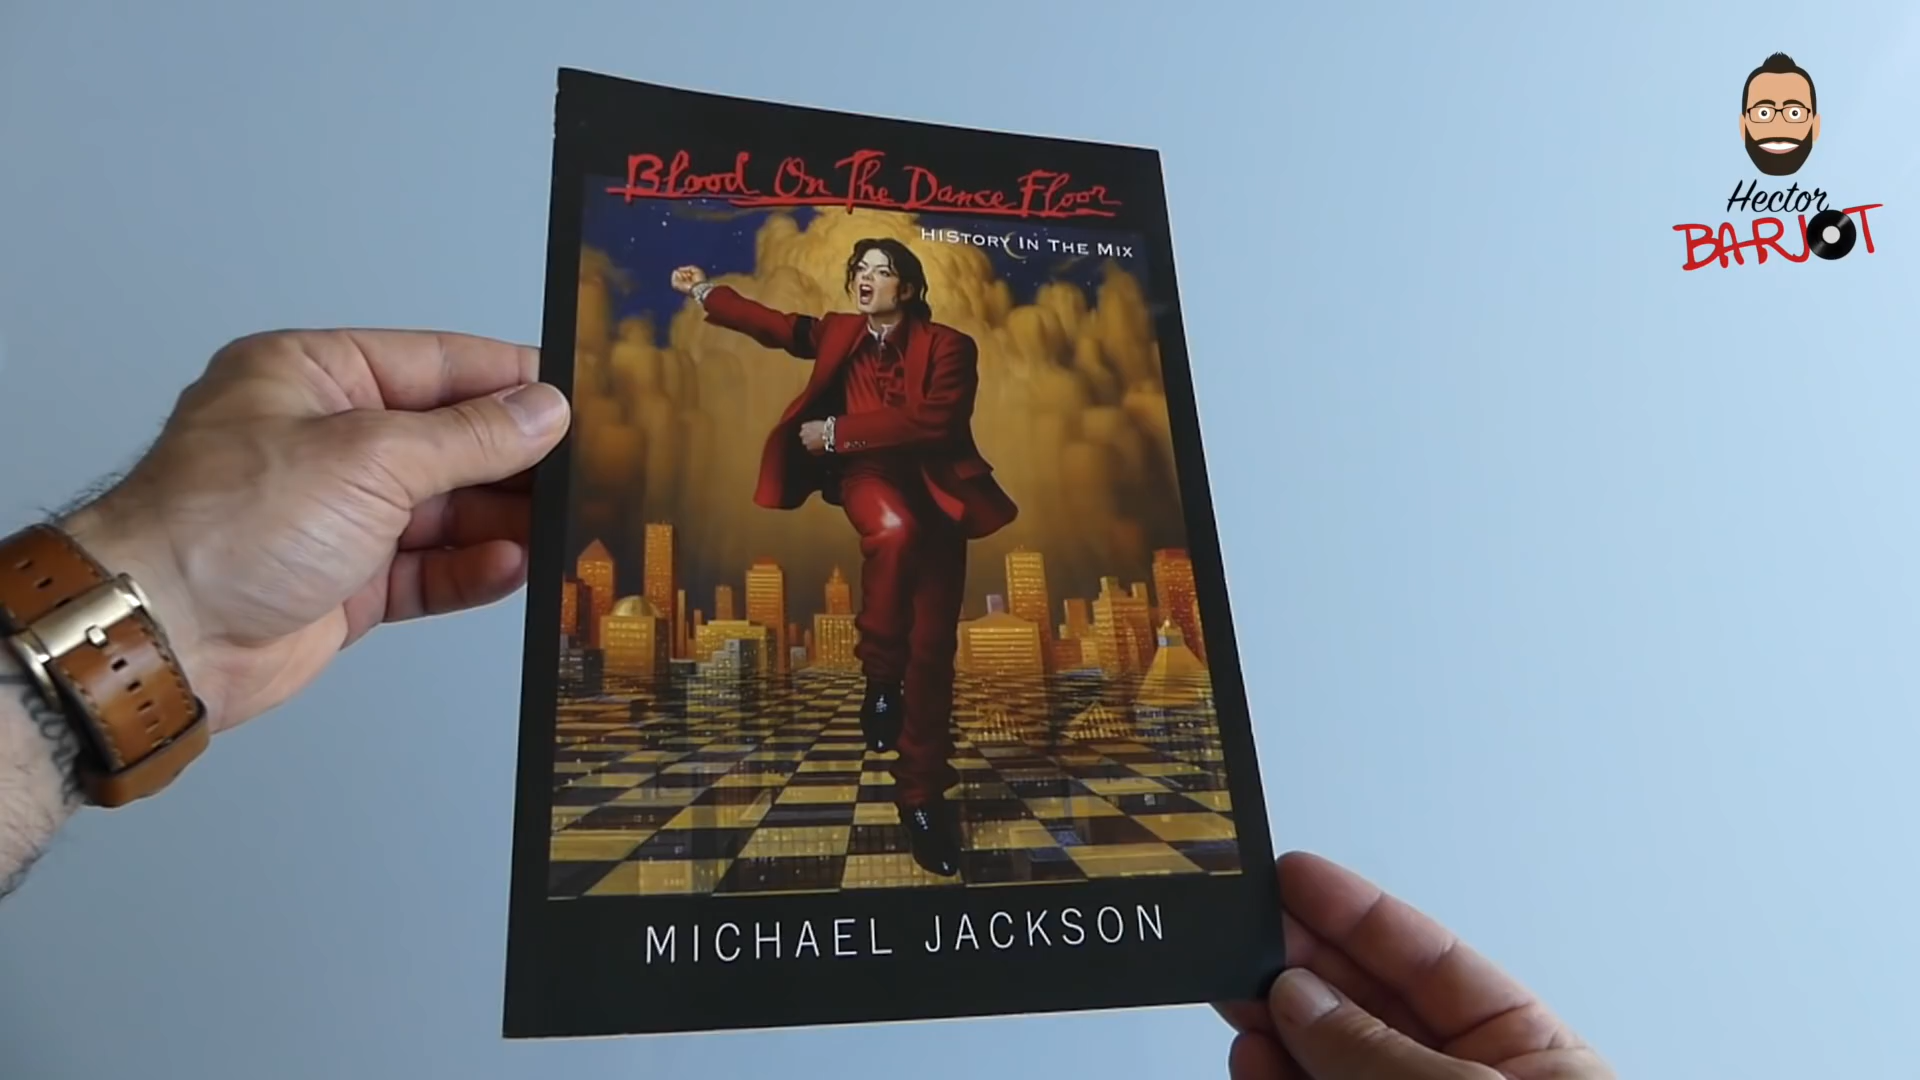 Blood On The Dance Floor
HISTORY IN THE MIX
MICHAEL JACKSON
Hector
BARJOT